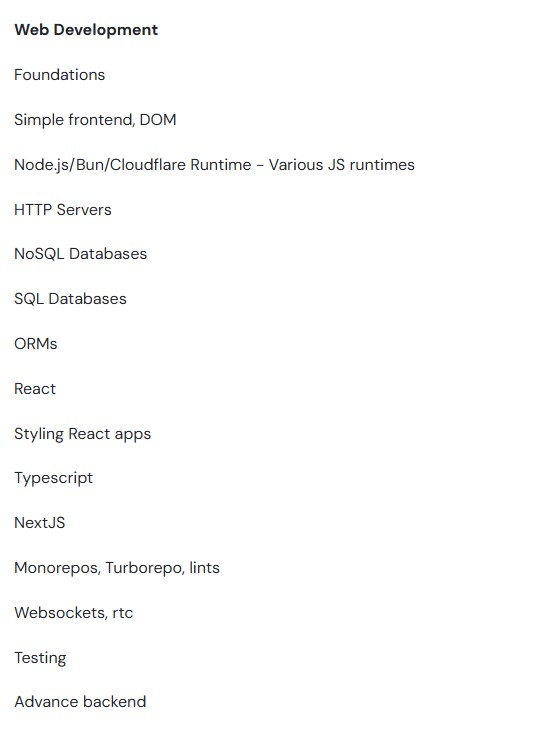 Web Development
Foundations
Simple frontend, DOM
Node.js/Bun/Cloudflare Runtime - Various JS runtimes
HTTP Servers
NoSQL Databases
SQL Databases
ORMs
React
Styling React apps
Typescript
NextJS
Monorepos, Turborepo, lints
Websockets, rtc
Testing
Advance backend